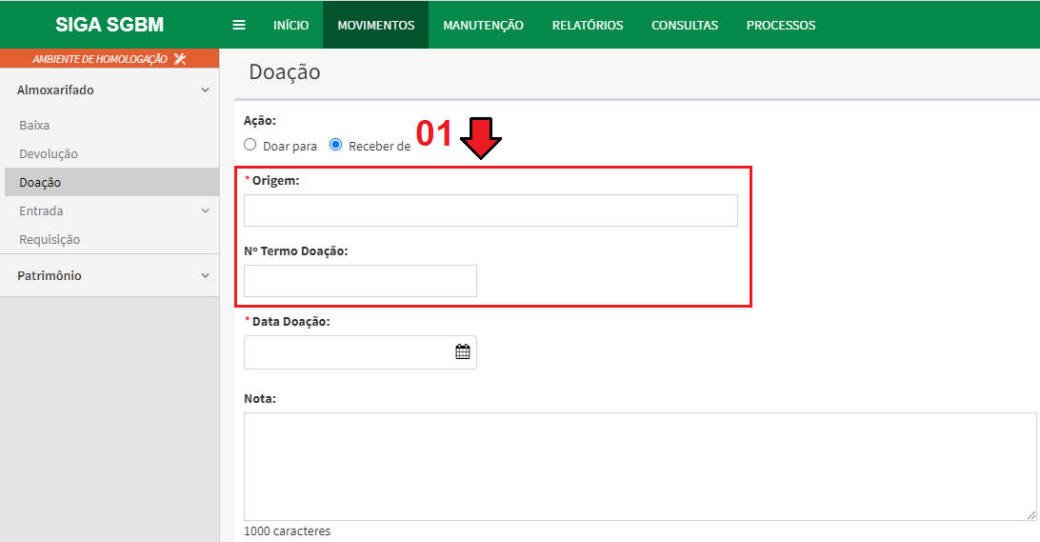 SIGA SGBM
INÍCIO MOVIMENTOS MANUTENÇÃO RELATÓRIOS CONSULTAS PROCESSOS
AMBIENTE DE HOMOLOGAÇÃO
Almoxarifado
Baixa
Devolução
Doação
Entrada
Requisição
Patrimônio
Doação
Ação:
Doar para Receber de
01
* Origem:
Nº Termo Doação:
* Data Doação:
Nota:
1000 caracteres